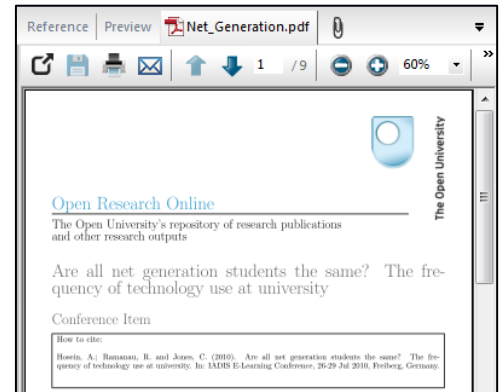 Reference Preview Net_Generation.pdf
1 /9 60% »
The Open University
Open Research Online
The Open University's repository of research publications
and other research outputs
Are all net generation students the same? The fre-
quency of technology use at university
Conference Item
How to cite:
Hosein, A.; Ramanau, R. and Jones, C. (2010). Are all net generation students the same? The fre-
quency of technology use at university. In: IADIS E-Learning Conference, 26-29 Jul 2010, Freiberg, Germany.